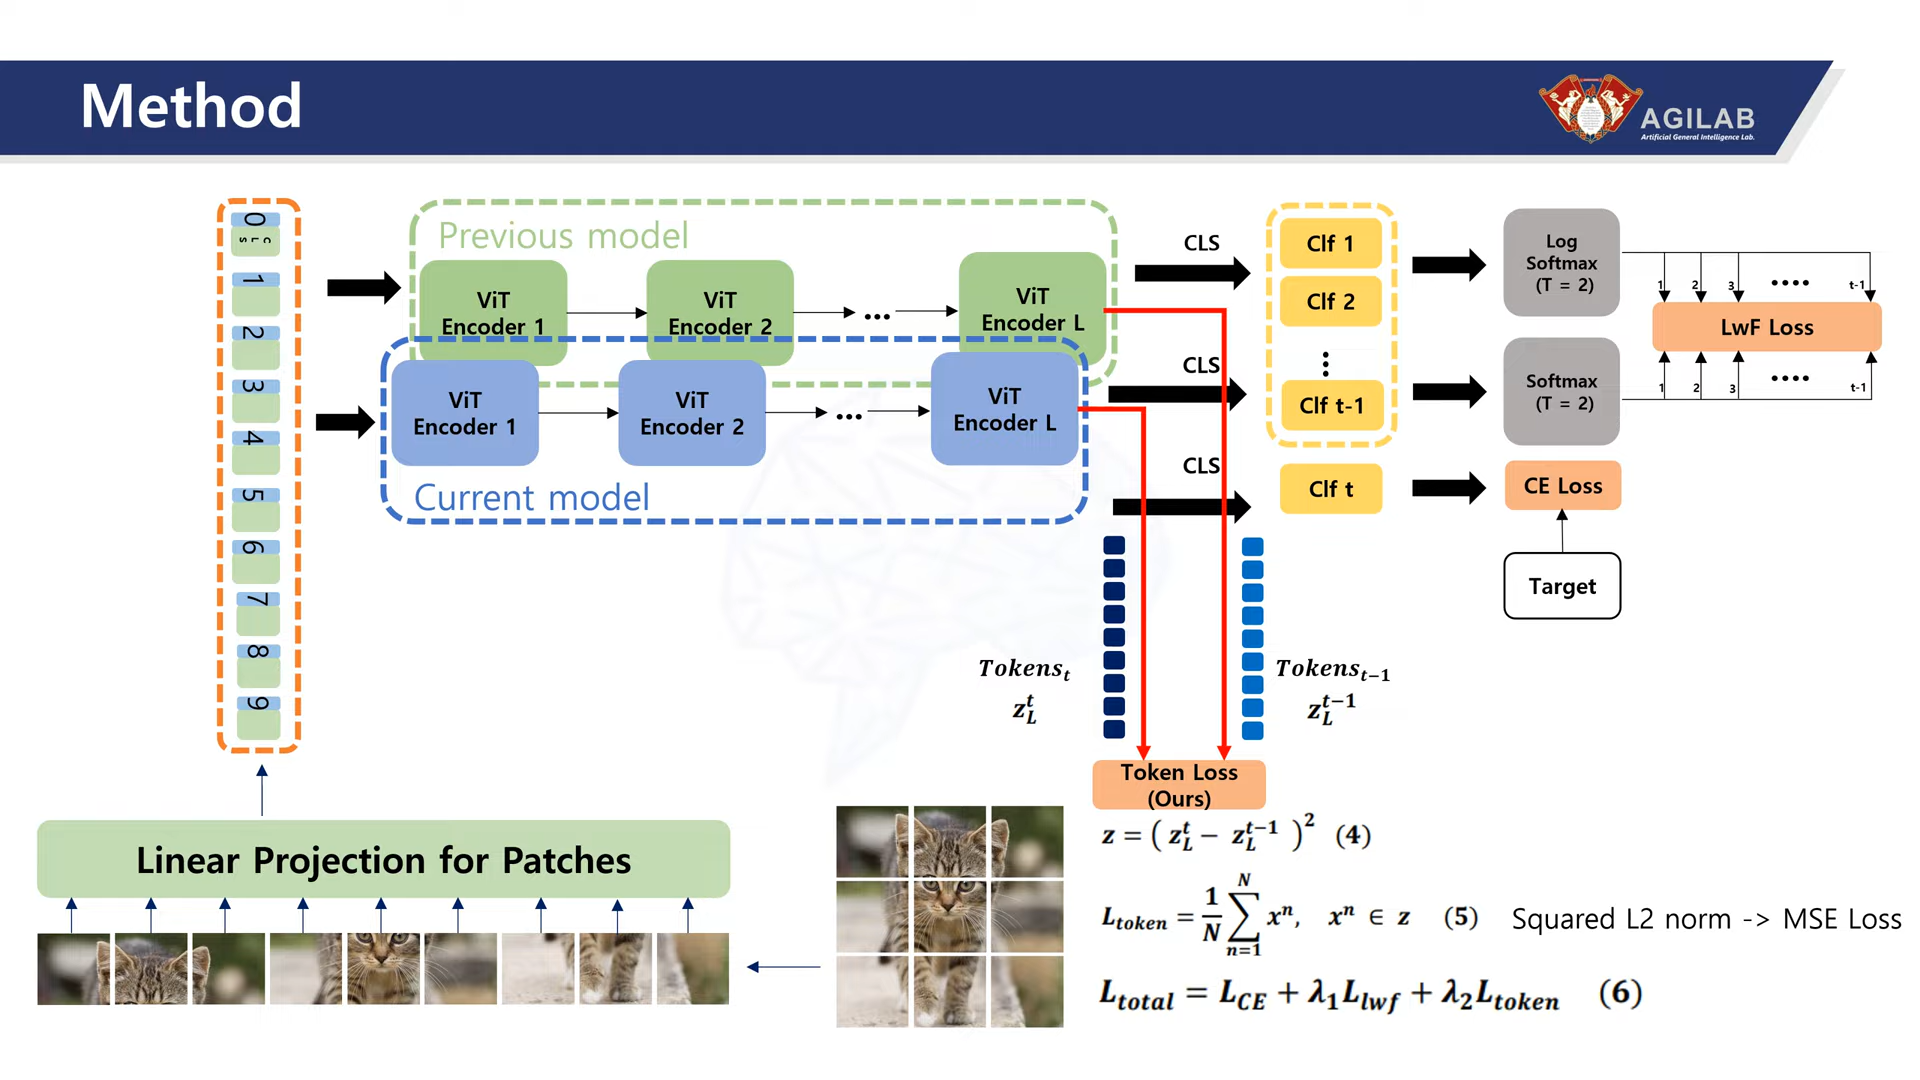 Method
AGILAB
Artificial General Intelligence Lab.
0
CLS
1
2
3
4
5
6
7
8
9
Previous model
ViT
Encoder 1
ViT
Encoder 2
...
ViT
Encoder L
ViT
Encoder 1
ViT
Encoder 2
...
ViT
Encoder L
Current model
CLS
CLS
CLS
Clf 1
Clf 2
⋮
Clf t-1
Clf t
Log
Softmax
(T = 2)
Softmax
(T = 2)
1 2 3 .... t-1
LwF Loss
1 2 3 .... t-1
CE Loss
Target
Tokens_t
z_L^t
Tokens_{t−1}
z_L^{t−1}
Token Loss
(Ours)
z = ( z_L^t − z_L^{t−1} )^2 (4)
L_token = 1/N ∑_{n=1}^{N} x^n, x^n ∈ z (5) Squared L2 norm -> MSE Loss
L_total = L_CE + λ_1 L_lwf + λ_2 L_token (6)
Linear Projection for Patches